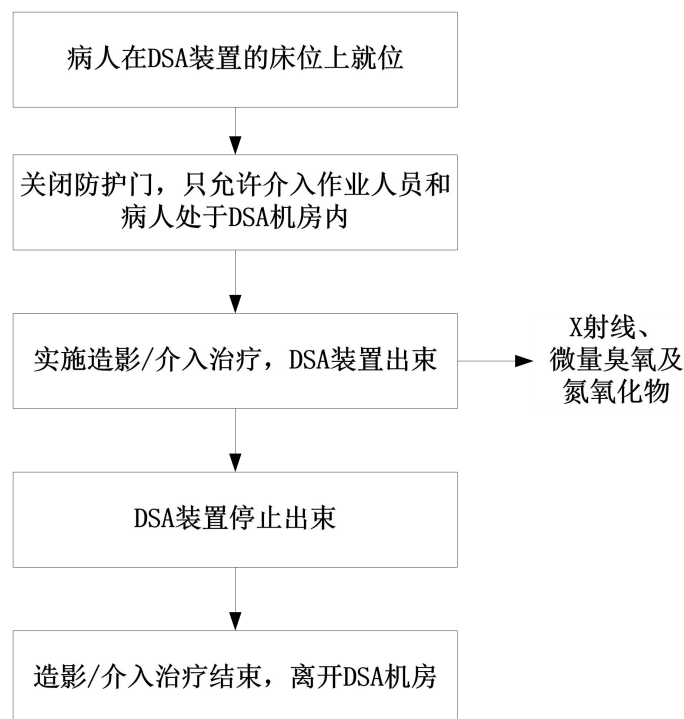 病人在DSA装置的床位上就位
关闭防护门，只允许介入作业人员和
病人处于DSA机房内
实施造影/介入治疗，DSA装置出束
X射线、
微量臭氧及
氮氧化物
DSA装置停止出束
造影/介入治疗结束，离开DSA机房